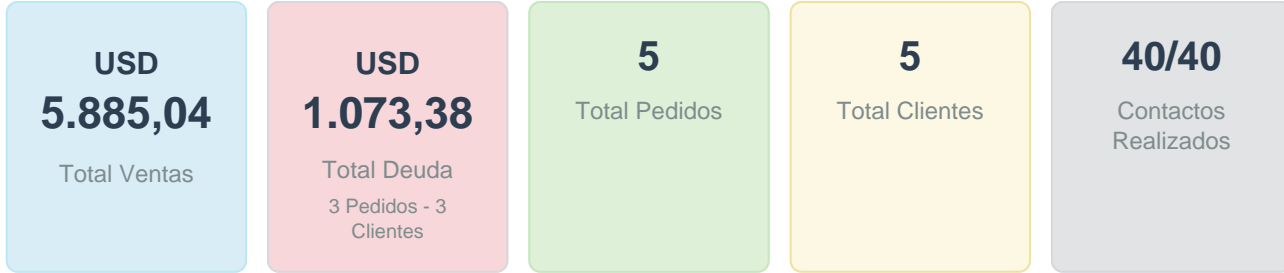 USD
5.885,04
Total Ventas
USD
1.073,38
Total Deuda
3 Pedidos - 3
Clientes
5
Total Pedidos
5
Total Clientes
40/40
Contactos
Realizados